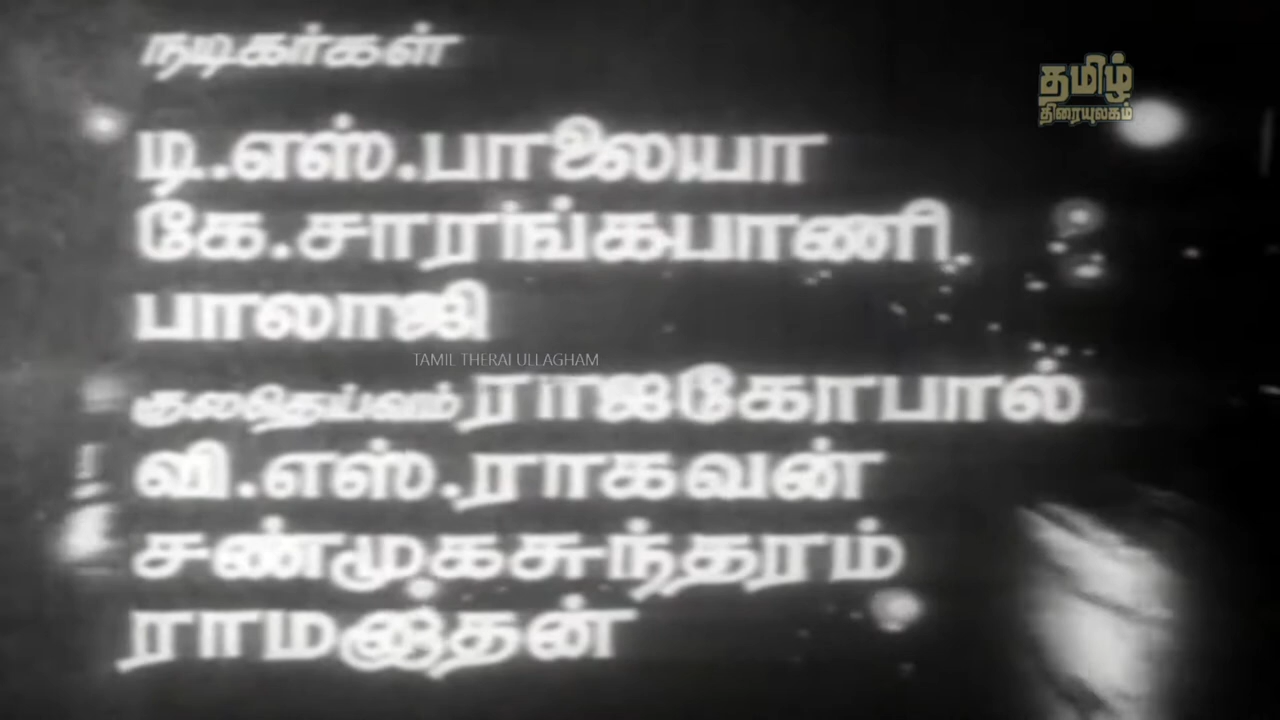 நடிகர்கள்
தமிழ்
திரையுலகம்
டி.எஸ்.பாலையா
கே.சாரங்கபாணி
பாலாஜி
TAMIL THERAI ULLAGHAM
குலதெய்வம் ராஜகோபால்
வி.எஸ்.ராகவன்
சண்முகசுந்தரம்
ராமநாதன்